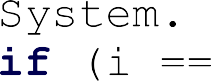 System.
if (i ==